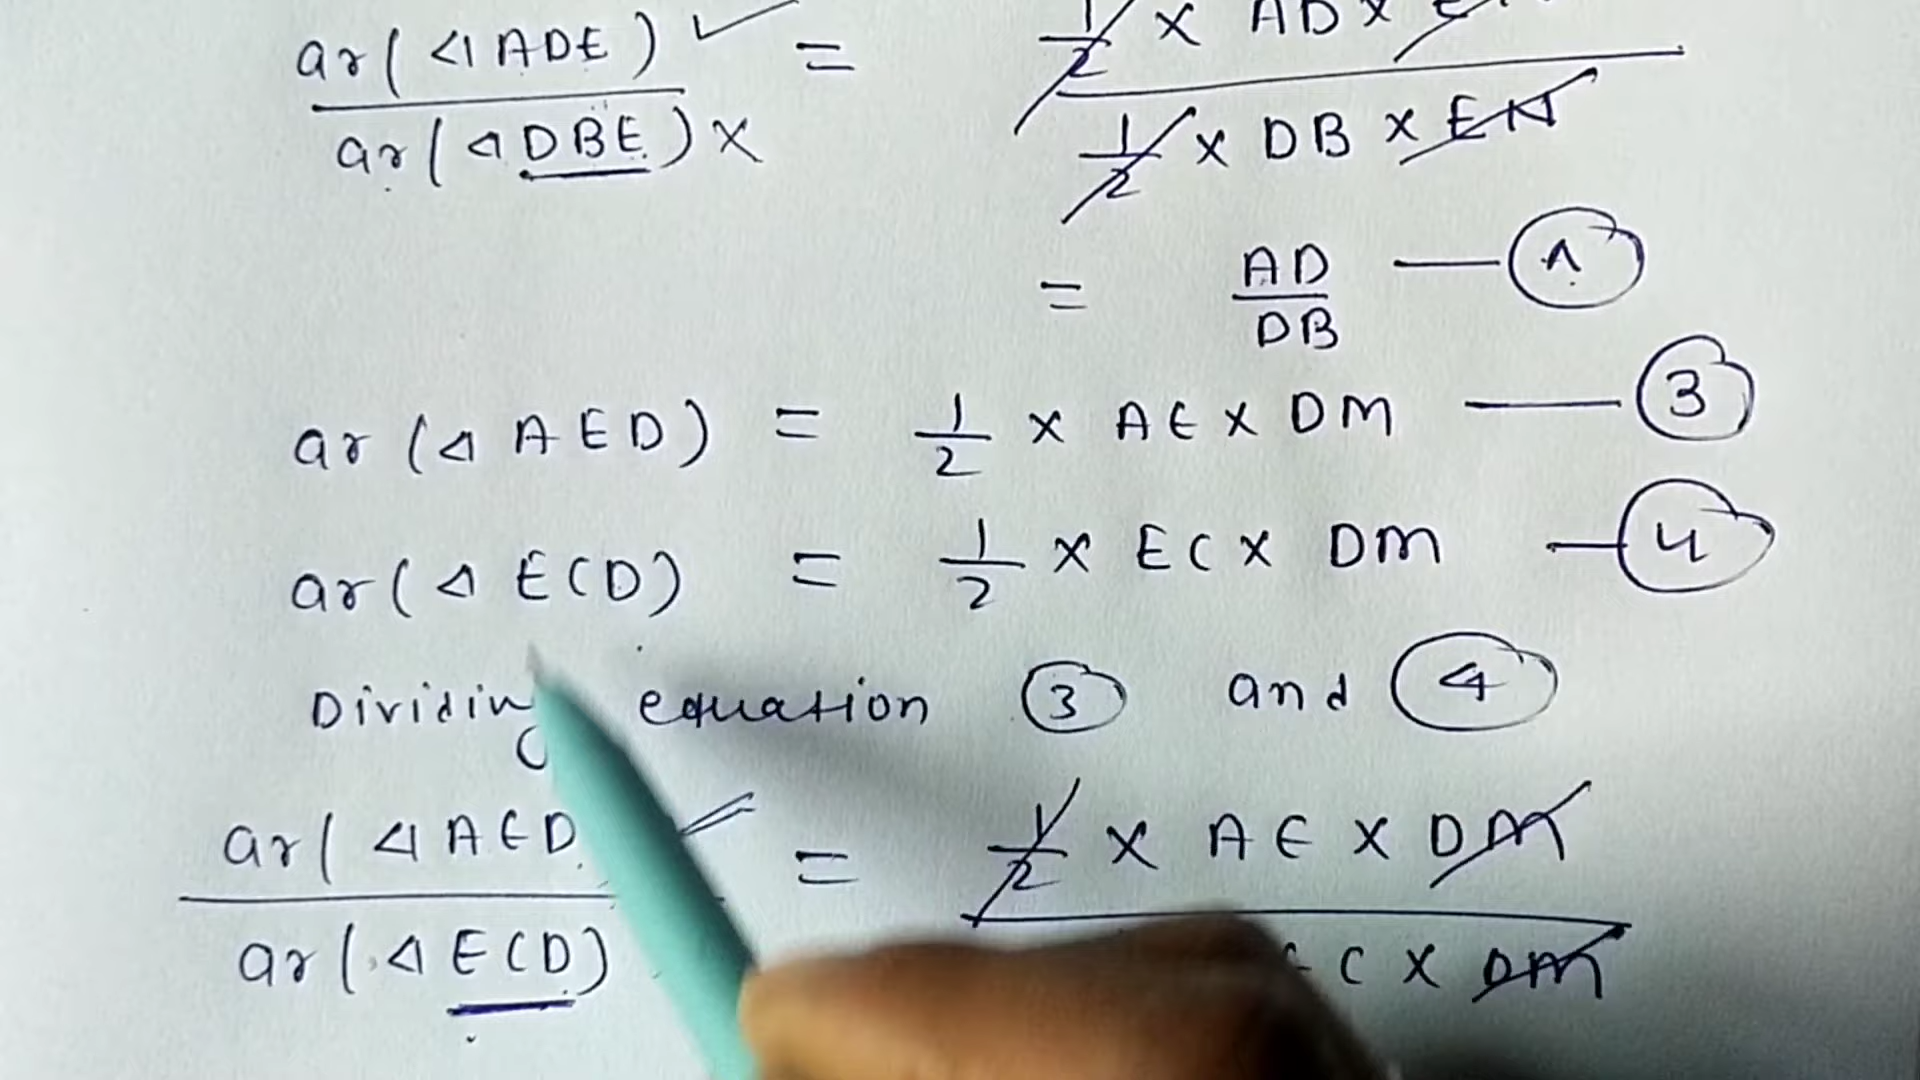 ar(△ADE) ✓ = 1/2 × AD ×
ar(△DBE) × 1/2 × DB × EN
= AD/DB — (A)
ar(△AED) = 1/2 × AE × DM — (3)
ar(△ECD) = 1/2 × EC × DM — (4)
Dividing equation (3) and (4)
ar(△AED ✓ = 1/2 × AE × DM
ar(△ECD) C × DM